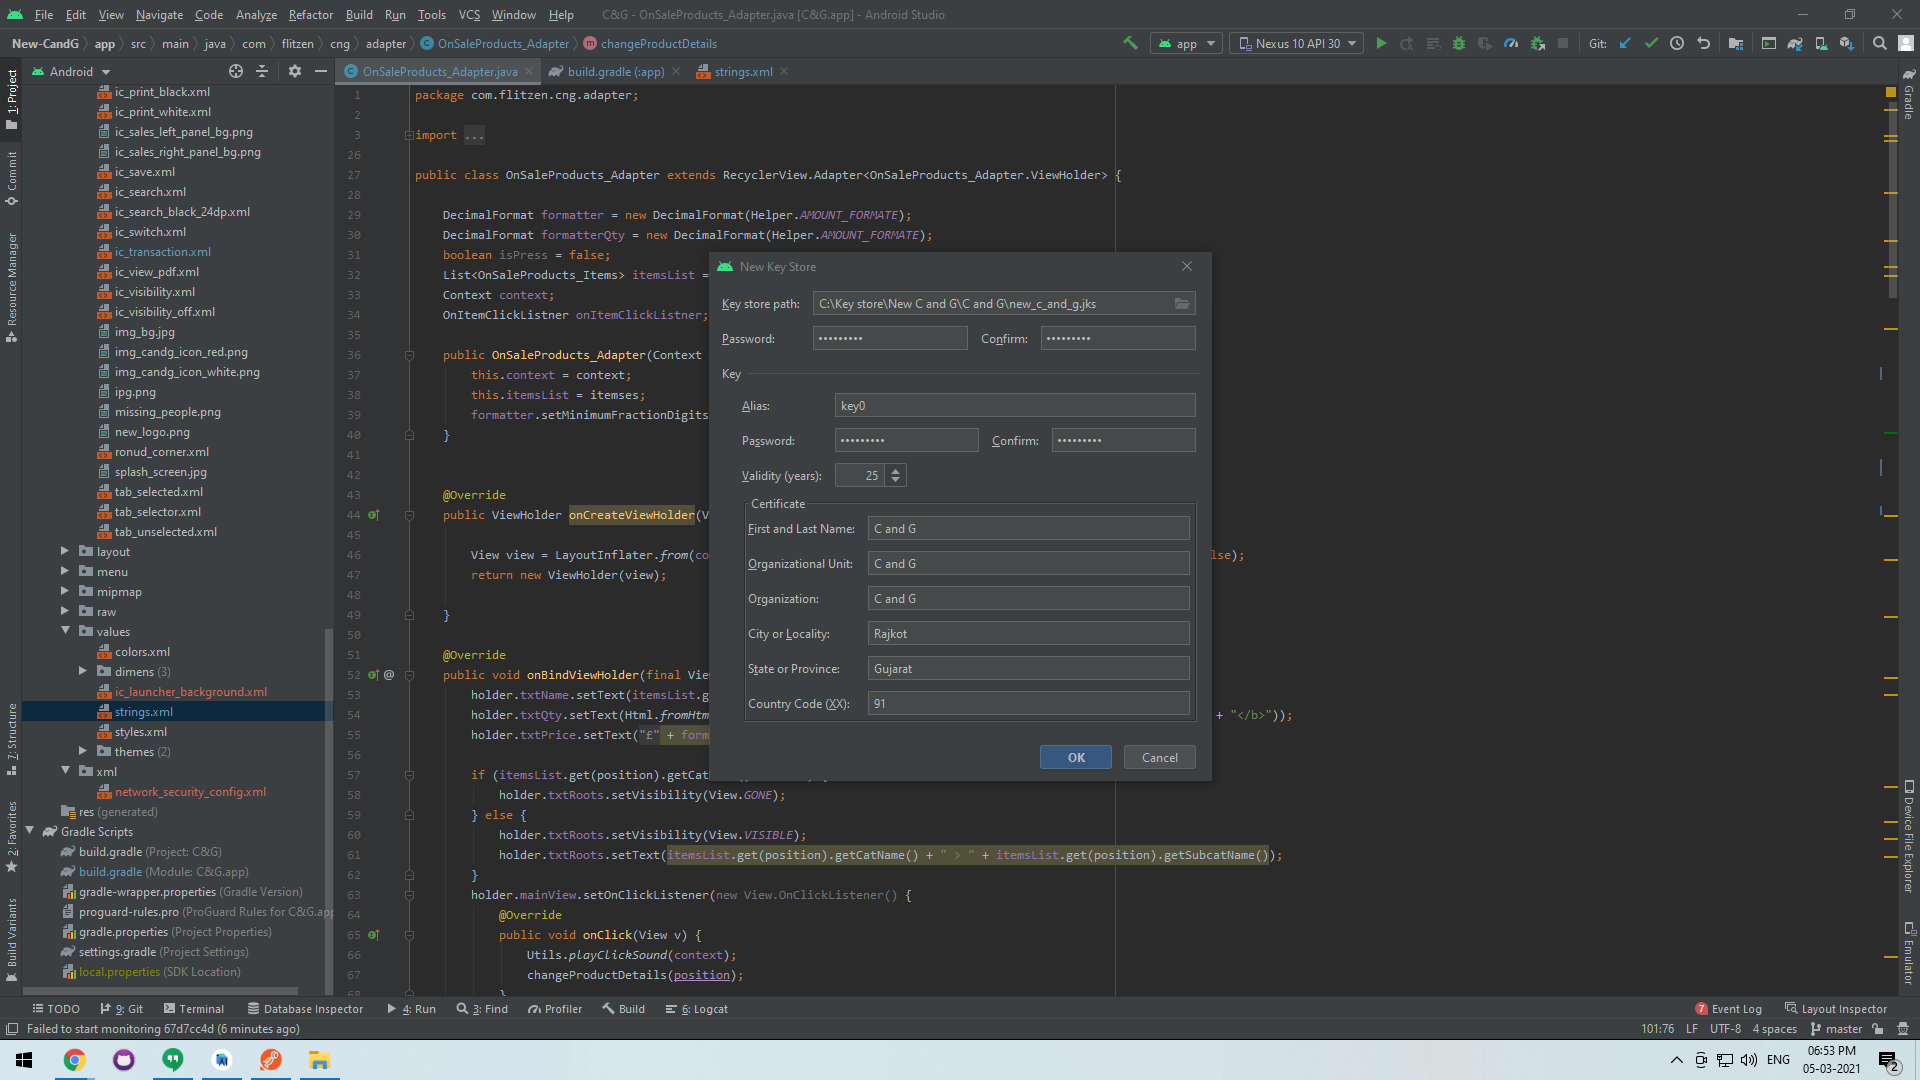 File Edit View Navigate Code Analyze Refactor Build Run Tools VCS Window Help C&G - OnSaleProducts_Adapter.java [C&G.app] - Android Studio
New-CandG app src main java com flitzen cng adapter OnSaleProducts_Adapter changeProductDetails app Nexus 10 API 30 Git:
Android OnSaleProducts_Adapter.java build.gradle (:app) strings.xml
1: Project
Commit
Resource Manager
7: Structure
2: Favorites
Build Variants
ic_print_black.xml
ic_print_white.xml
ic_sales_left_panel_bg.png
ic_sales_right_panel_bg.png
ic_save.xml
ic_search.xml
ic_search_black_24dp.xml
ic_switch.xml
ic_transaction.xml
ic_view_pdf.xml
ic_visibility.xml
ic_visibility_off.xml
img_bg.jpg
img_candg_icon_red.png
img_candg_icon_white.png
ipg.png
missing_people.png
new_logo.png
ronud_corner.xml
splash_screen.jpg
tab_selected.xml
tab_selector.xml
tab_unselected.xml
layout
menu
mipmap
raw
values
colors.xml
dimens (3)
ic_launcher_background.xml
strings.xml
styles.xml
themes (2)
xml
network_security_config.xml
res (generated)
Gradle Scripts
build.gradle (Project: C&G)
build.gradle (Module: C&G.app)
gradle-wrapper.properties (Gradle Version)
proguard-rules.pro (ProGuard Rules for C&G.app
gradle.properties (Project Properties)
settings.gradle (Project Settings)
local.properties (SDK Location)
1 package com.flitzen.cng.adapter;
2
3 import ...
26
27 public class OnSaleProducts_Adapter extends RecyclerView.Adapter<OnSaleProducts_Adapter.ViewHolder> {
28
29 DecimalFormat formatter = new DecimalFormat(Helper.AMOUNT_FORMATE);
30 DecimalFormat formatterQty = new DecimalFormat(Helper.AMOUNT_FORMATE);
31 boolean isPress = false;
32 List<OnSaleProducts_Items> itemsList =
33 Context context;
34 OnItemClickListner onItemClickListner;
35
36 public OnSaleProducts_Adapter(Context
37 this.context = context;
38 this.itemsList = itemses;
39 formatter.setMinimumFractionDigits
40 }
41
42
43 @Override
44 public ViewHolder onCreateViewHolder(V
45
46 View view = LayoutInflater.from(co lse);
47 return new ViewHolder(view);
48
49 }
50
51 @Override
52 public void onBindViewHolder(final Vie
53 holder.txtName.setText(itemsList.g
54 holder.txtQty.setText(Html.fromHtm + "</b>"));
55 holder.txtPrice.setText("£" + form
56
57 if (itemsList.get(position).getCat
58 holder.txtRoots.setVisibility(View.GONE);
59 } else {
60 holder.txtRoots.setVisibility(View.VISIBLE);
61 holder.txtRoots.setText(itemsList.get(position).getCatName() + " > " + itemsList.get(position).getSubcatName());
62 }
63 holder.mainView.setOnClickListener(new View.OnClickListener() {
64 @Override
65 public void onClick(View v) {
66 Utils.playClickSound(context);
67 changeProductDetails(position);
68 }
New Key Store
Key store path: C:\Key store\New C and G\C and G\new_c_and_g.jks
Password: ••••••••• Confirm: •••••••••
Key
Alias: key0
Password: ••••••••• Confirm: •••••••••
Validity (years): 25
Certificate
First and Last Name: C and G
Organizational Unit: C and G
Organization: C and G
City or Locality: Rajkot
State or Province: Gujarat
Country Code (XX): 91
OK Cancel
Gradle
Device File Explorer
Emulator
TODO 9: Git Terminal Database Inspector 4: Run 3: Find Profiler Build 6: Logcat 7 Event Log Layout Inspector
Failed to start monitoring 67d7cc4d (6 minutes ago) 101:76 LF UTF-8 4 spaces master
ENG 06:53 PM
05-03-2021 2